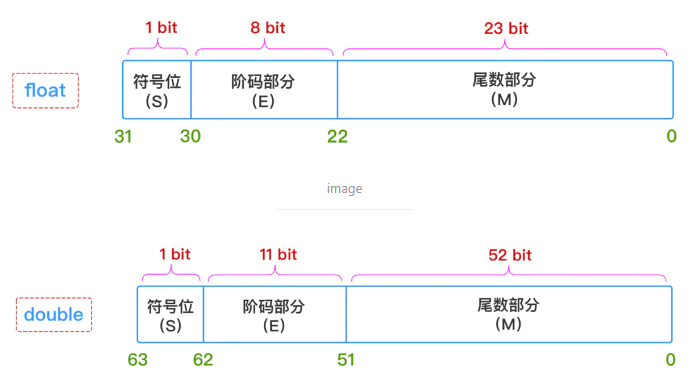 1 bit 8 bit 23 bit
float 符号位 (S) 阶码部分 (E) 尾数部分 (M)
31 30 22 0
image
1 bit 11 bit 52 bit
double 符号位 (S) 阶码部分 (E) 尾数部分 (M)
63 62 51 0